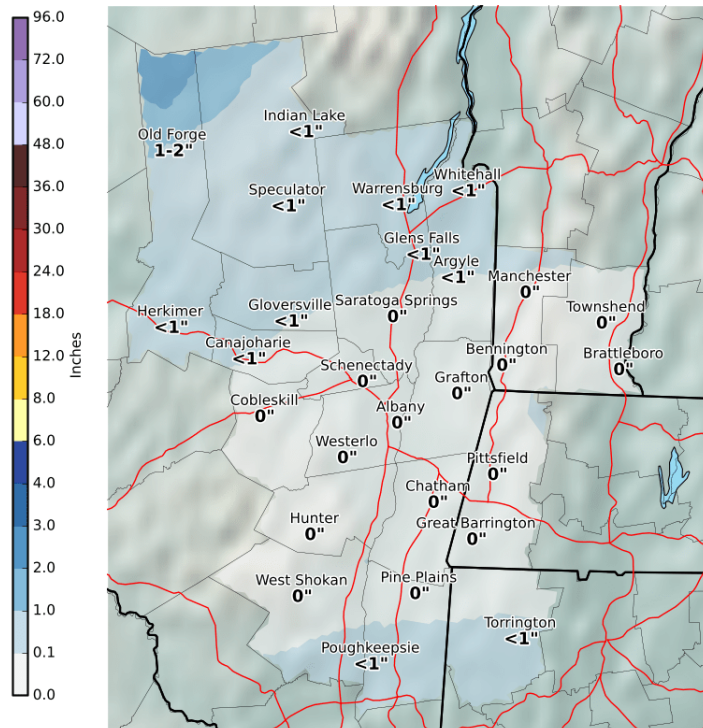 96.0
72.0
60.0
48.0
36.0
30.0
24.0
18.0
12.0
8.0
6.0
4.0
3.0
2.0
1.0
0.1
0.0
Inches
Indian Lake
<1"
Old Forge
1-2"
Speculator
<1"
Warrensburg
<1"
Whitehall
<1"
Glens Falls
<1"
Argyle
<1"
Manchester
0"
Herkimer
<1"
Gloversville
<1"
Saratoga Springs
0"
Townshend
0"
Canajoharie
<1"
Schenectady
0"
Bennington
0"
Brattleboro
0"
Grafton
0"
Cobleskill
0"
Albany
0"
Westerlo
0"
Pittsfield
0"
Chatham
0"
Hunter
0"
Great Barrington
0"
West Shokan
0"
Pine Plains
0"
Torrington
<1"
Poughkeepsie
<1"